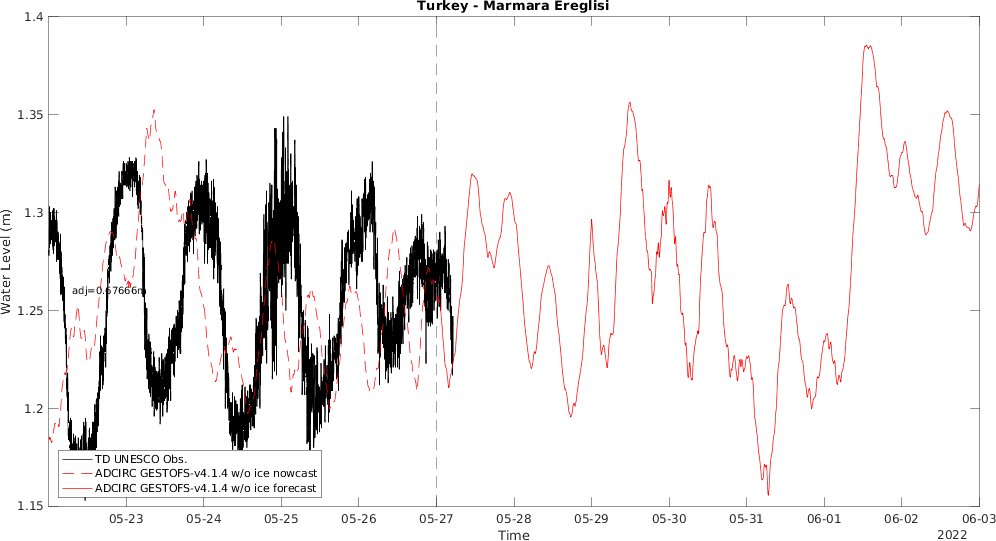 Turkey - Marmara Ereglisi
1.4
1.35
1.3
1.25
1.2
1.15
Water Level (m)
adj=0.67666m
TD UNESCO Obs.
ADCIRC GESTOFS-v4.1.4 w/o ice nowcast
ADCIRC GESTOFS-v4.1.4 w/o ice forecast
05-23 05-24 05-25 05-26 05-27 05-28 05-29 05-30 05-31 06-01 06-02 06-03
Time
2022